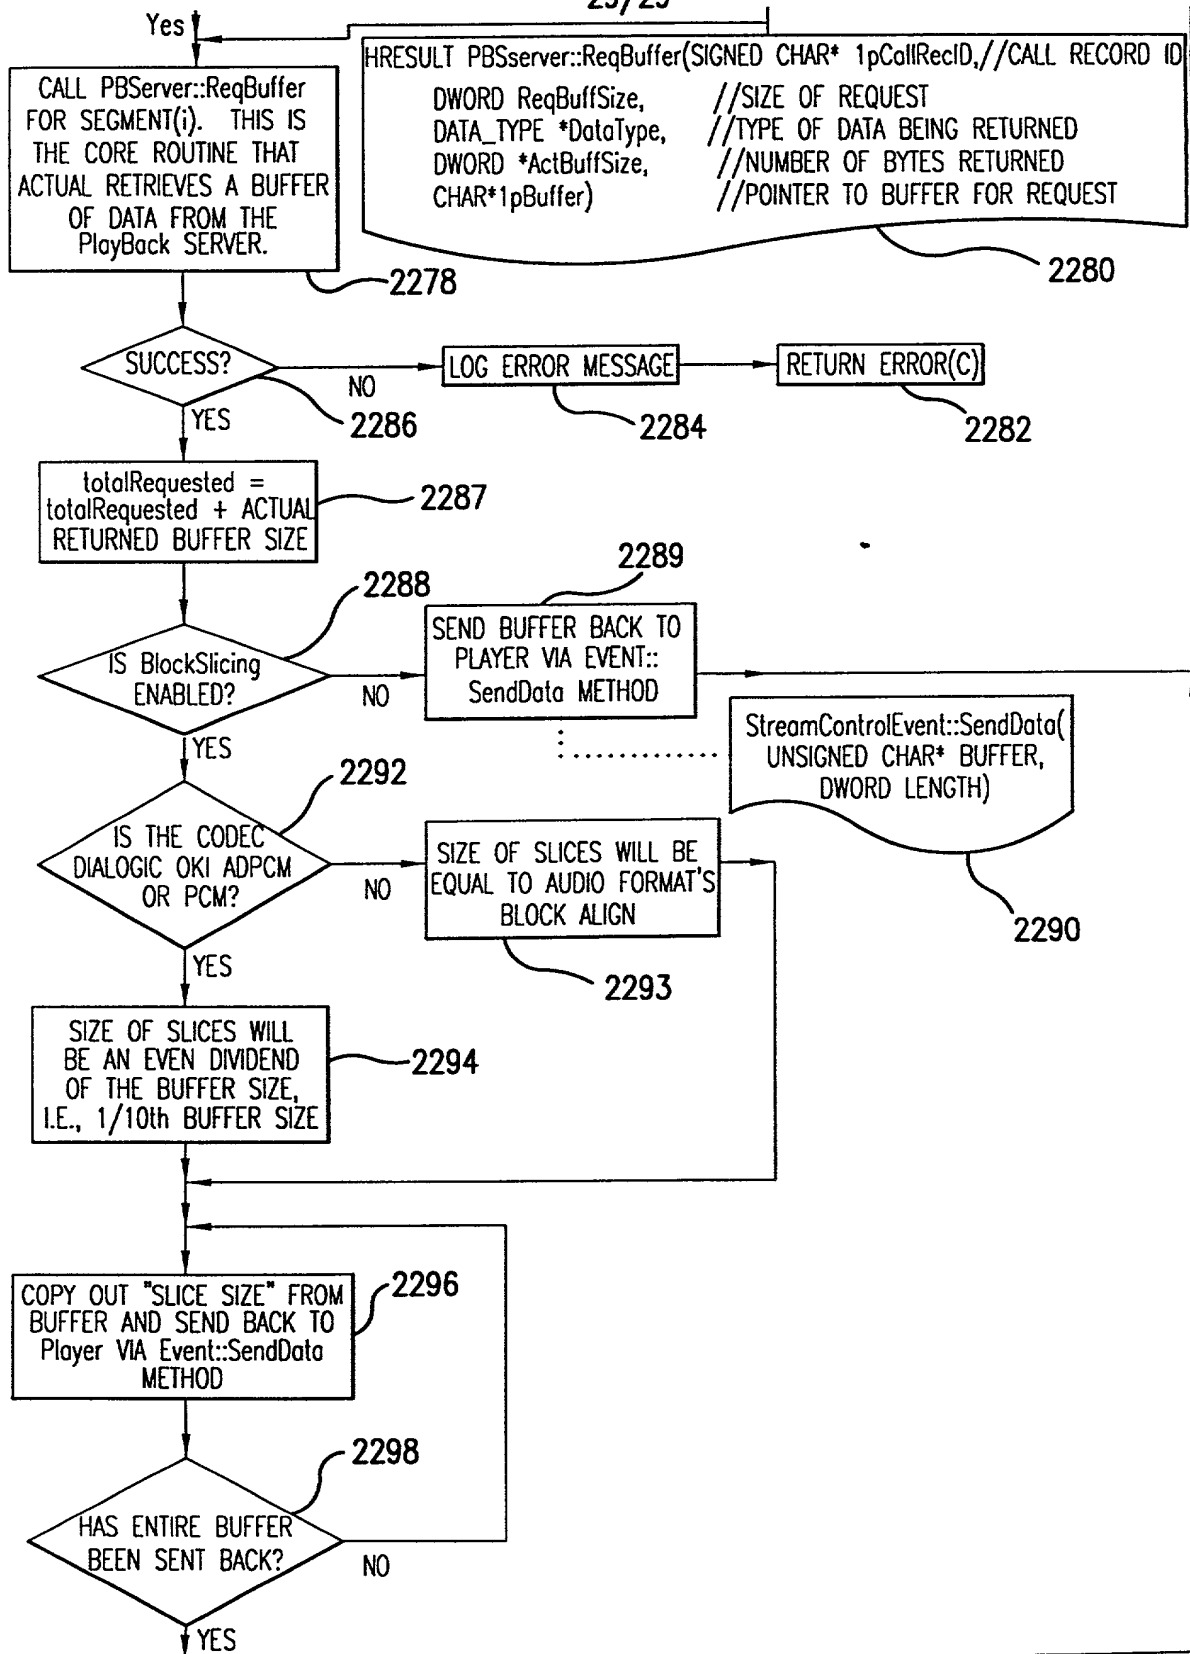 Yes
HRESULT PBSserver::ReqBuffer(SIGNED CHAR* 1pCallRecID,//CALL RECORD ID
DWORD ReqBuffSize, //SIZE OF REQUEST
DATA_TYPE *DataType, //TYPE OF DATA BEING RETURNED
DWORD *ActBuffSize, //NUMBER OF BYTES RETURNED
CHAR*1pBuffer) //POINTER TO BUFFER FOR REQUEST
2280
CALL PBServer::ReqBuffer
FOR SEGMENT(i). THIS IS
THE CORE ROUTINE THAT
ACTUAL RETRIEVES A BUFFER
OF DATA FROM THE
PlayBack SERVER.
2278
SUCCESS?
NO
YES
2286
LOG ERROR MESSAGE
2284
RETURN ERROR(C)
2282
totalRequested =
totalRequested + ACTUAL
RETURNED BUFFER SIZE
2287
2288
IS BlockSlicing
ENABLED?
NO
YES
2289
SEND BUFFER BACK TO
PLAYER VIA EVENT::
SendData METHOD
StreamControlEvent::SendData(
UNSIGNED CHAR* BUFFER,
DWORD LENGTH)
2290
2292
IS THE CODEC
DIALOGIC OKI ADPCM
OR PCM?
NO
YES
SIZE OF SLICES WILL BE
EQUAL TO AUDIO FORMAT'S
BLOCK ALIGN
2293
SIZE OF SLICES WILL
BE AN EVEN DIVIDEND
OF THE BUFFER SIZE,
I.E., 1/10th BUFFER SIZE
2294
COPY OUT "SLICE SIZE" FROM
BUFFER AND SEND BACK TO
Player VIA Event::SendData
METHOD
2296
2298
HAS ENTIRE BUFFER
BEEN SENT BACK?
NO
YES